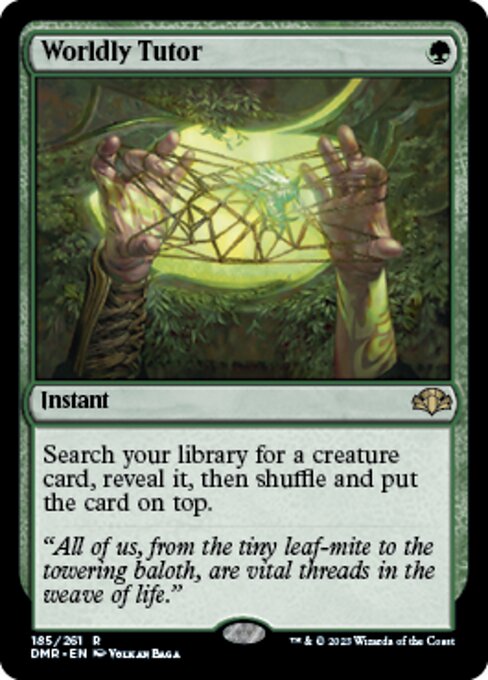 Worldly Tutor
Instant
Search your library for a creature
card, reveal it, then shuffle and put
the card on top.
“All of us, from the tiny leaf-mite to the
towering baloth, are vital threads in the
weave of life.”
185/261 R
DMR • EN Volkan Baga
™ & © 2023 Wizards of the Coast